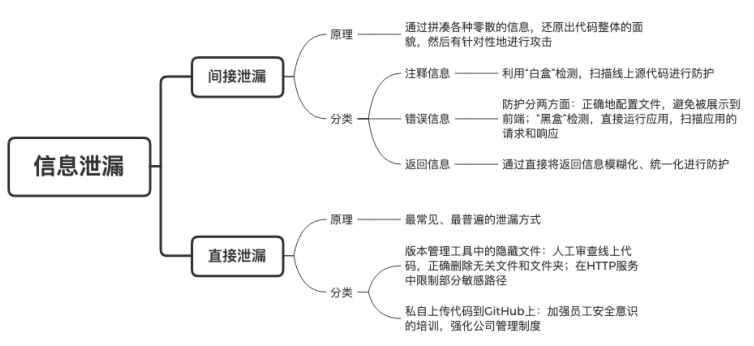 信息泄漏
间接泄漏
原理
通过拼凑各种零散的信息，还原出代码整体的面
貌，然后有针对性地进行攻击
分类
注释信息
利用“白盒”检测，扫描线上源代码进行防护
错误信息
防护分两方面：正确地配置文件，避免被展示到
前端；“黑盒”检测，直接运行应用，扫描应用的
请求和响应
返回信息
通过直接将返回信息模糊化、统一化进行防护
直接泄漏
原理
最常见、最普遍的泄漏方式
分类
版本管理工具中的隐藏文件：人工审查线上代
码，正确删除无关文件和文件夹；在HTTP服务
中限制部分敏感路径
私自上传代码到GitHub上：加强员工安全意识
的培训，强化公司管理制度